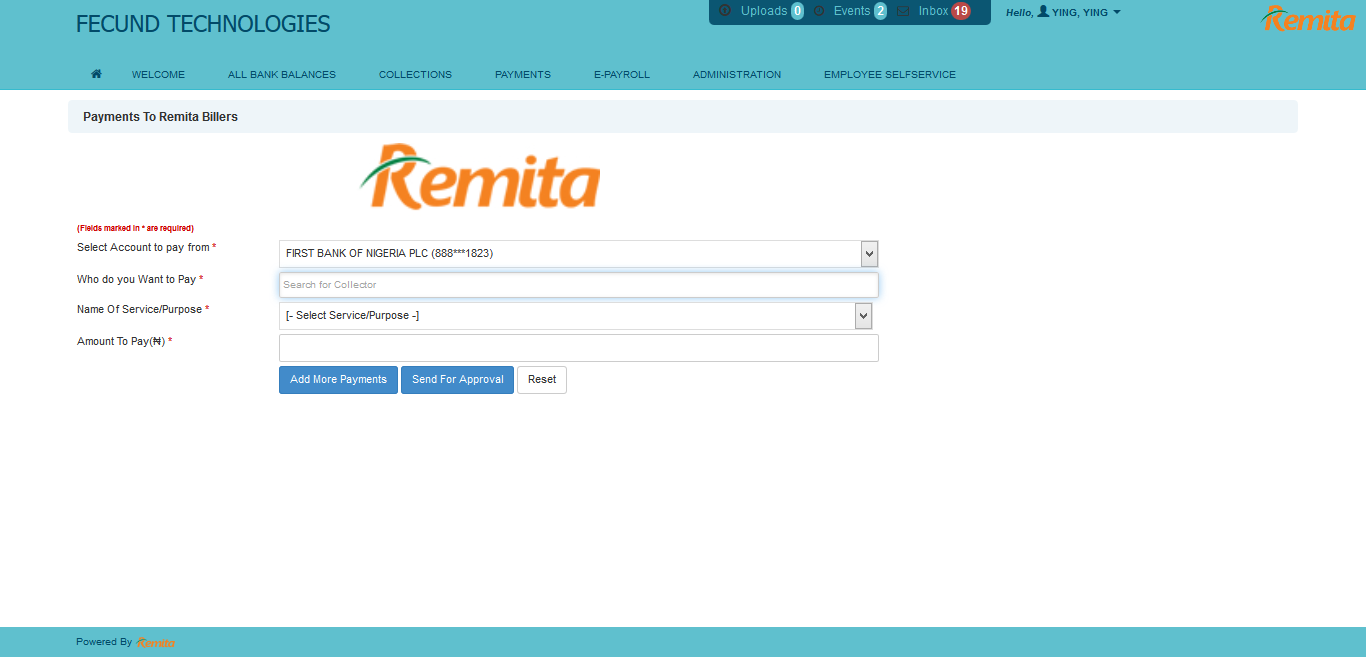 FECUND TECHNOLOGIES
Uploads 0 Events 2 Inbox 19
Hello, YING, YING
Remita
WELCOME ALL BANK BALANCES COLLECTIONS PAYMENTS E-PAYROLL ADMINISTRATION EMPLOYEE SELFSERVICE
Payments To Remita Billers
Remita
(Fields marked in * are required)
Select Account to pay from * FIRST BANK OF NIGERIA PLC (888***1823)
Who do you Want to Pay * Search for Collector
Name Of Service/Purpose * [- Select Service/Purpose -]
Amount To Pay(₦) *
Add More Payments Send For Approval Reset
Powered By Remita